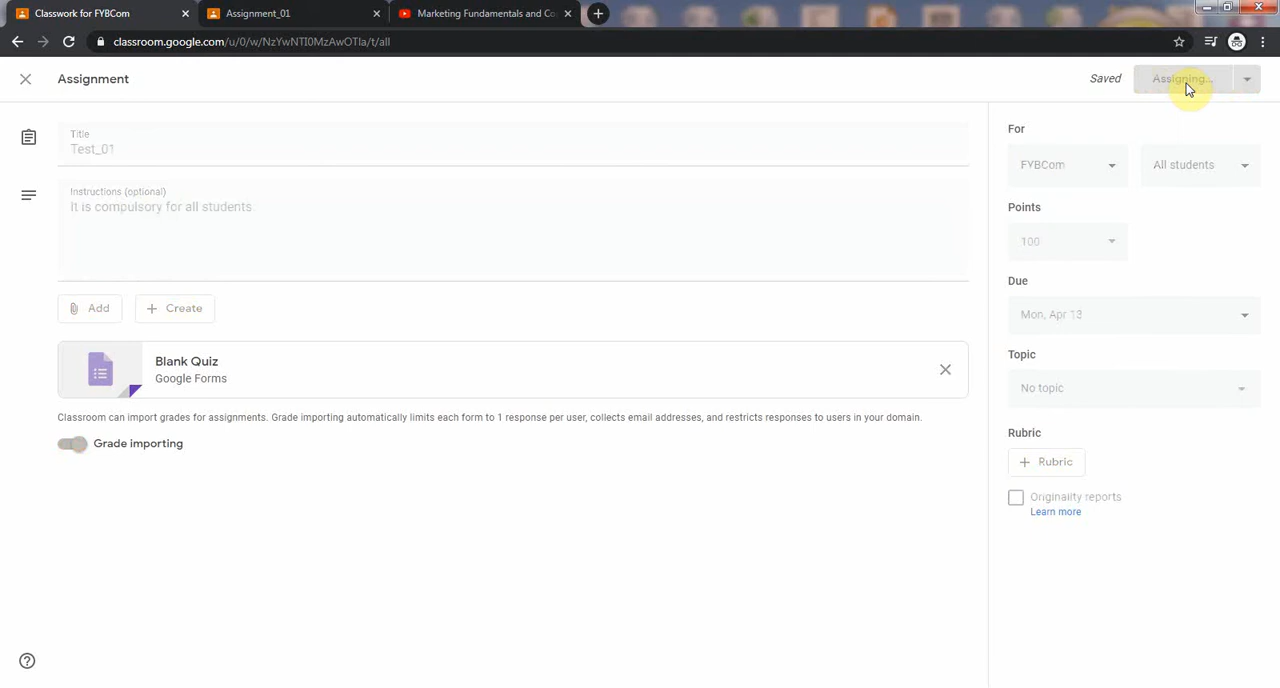 Classwork for FYBCom
Assignment_01
Marketing Fundamentals and Co
classroom.google.com/u/0/w/NzYwNTI0MzAwOTIa/t/all
Assignment
Saved
Assigning...
Title
Test_01
Instructions (optional)
It is compulsory for all students
Add
Create
Blank Quiz
Google Forms
Classroom can import grades for assignments. Grade importing automatically limits each form to 1 response per user, collects email addresses, and restricts responses to users in your domain.
Grade importing
For
FYBCom
All students
Points
100
Due
Mon, Apr 13
Topic
No topic
Rubric
Rubric
Originality reports
Learn more